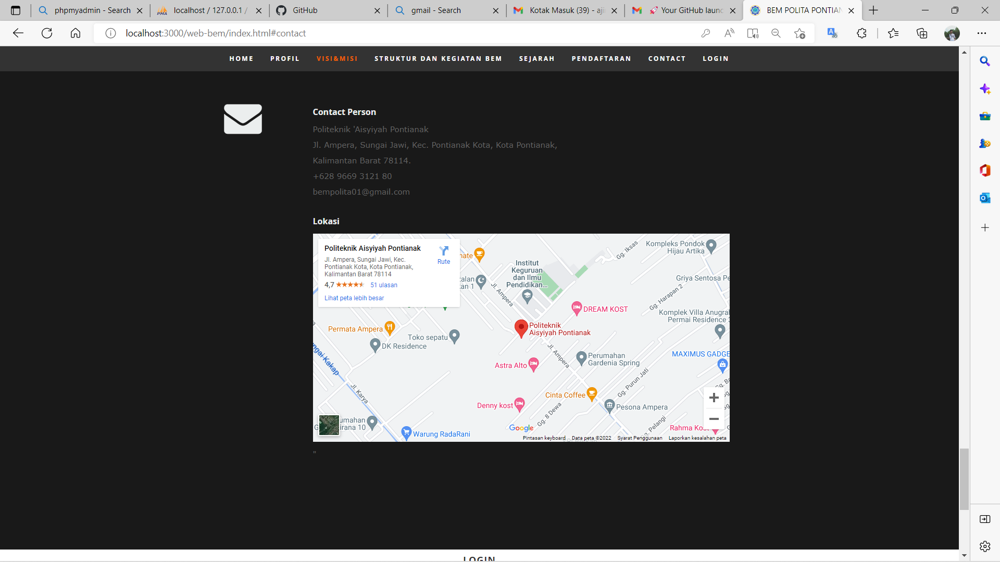 phpmyadmin - Search
localhost / 127.0.0.1 /
GitHub
gmail - Search
Kotak Masuk (39) - aji
🚀 Your GitHub launc
BEM POLITA PONTIAN
localhost:3000/web-bem/index.html#contact
HOME PROFIL VISI&MISI STRUKTUR DAN KEGIATAN BEM SEJARAH PENDAFTARAN CONTACT LOGIN
Contact Person
Politeknik 'Aisyiyah Pontianak
Jl. Ampera, Sungai Jawi, Kec. Pontianak Kota, Kota Pontianak,
Kalimantan Barat 78114.
+628 9669 3121 80
bempolita01@gmail.com
Lokasi
Politeknik Aisyiyah Pontianak
Jl. Ampera, Sungai Jawi, Kec.
Pontianak Kota, Kota Pontianak,
Kalimantan Barat 78114
4,7
51 ulasan
Lihat peta lebih besar
Rute
nate
Institut
Keguruan
dan Ilmu
Pendidikan...
Gg. Iksas
Kompleks Pondok
Hijau Artika
zalan
kan 1
Jl. Ampera
Griya Sentosa Pe
Gg. Harapan 2
DREAM KOST
Komplek Villa Anugrah
Permai Residence 3
Permata Ampera
Toko sepatu
DK Residence
Politeknik
Aisyiyah Pontianak
Jl. Ampera
ngai Kakap
Astra Alto
Perumahan
Gardenia Spring
MAXIMUS GADGE
Gg. Purun Jati
Jl. Karya
Cinta Coffee
Denny kost
Pesona Ampera
Gg. 8 Dewa
umahan
irana 10
Warung RadaRani
Gg. Pelangi
Rahma Kost
Google
Pintasan keyboard Data peta ©2022 Syarat Penggunaan Laporkan kesalahan peta
"
LOGIN